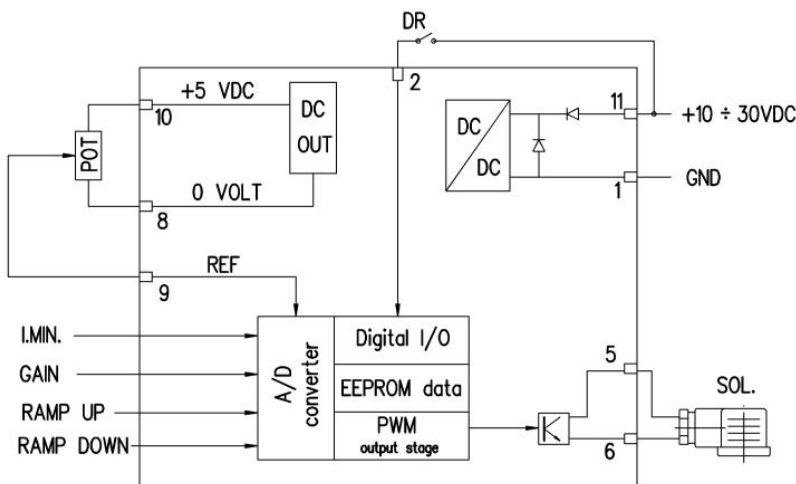 DR
2
+5 VDC
10
DC
OUT
POT
DC
DC
11
+10 ÷ 30VDC
0 VOLT
8
1
GND
REF
9
I.MIN.
GAIN
RAMP UP
RAMP DOWN
A/D
converter
Digital I/O
EEPROM data
PWM
output stage
5
6
SOL.